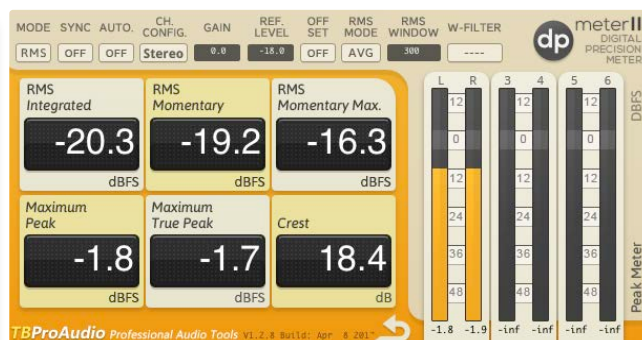 MODE SYNC AUTO. CH. CONFIG. GAIN REF. LEVEL OFF SET RMS MODE RMS WINDOW W-FILTER
RMS OFF OFF Stereo 0.0 -18.0 OFF AVG 300 ----
dp meterII
DIGITAL
PRECISION
METER
RMS
Integrated
-20.3
dBFS
RMS
Momentary
-19.2
dBFS
RMS
Momentary Max.
-16.3
dBFS
Maximum
Peak
-1.8
dBFS
Maximum
True Peak
-1.7
dBFS
Crest
18.4
dB
L R 3 4 5 6
12 12 12
0 0 0
12 12 12
24 24 24
36 36 36
48 48 48
-1.8 -1.9 -inf -inf -inf -inf
DBFS
Peak Meter
TBProAudio Professional Audio Tools V1.2.8 Build: Apr 8 201